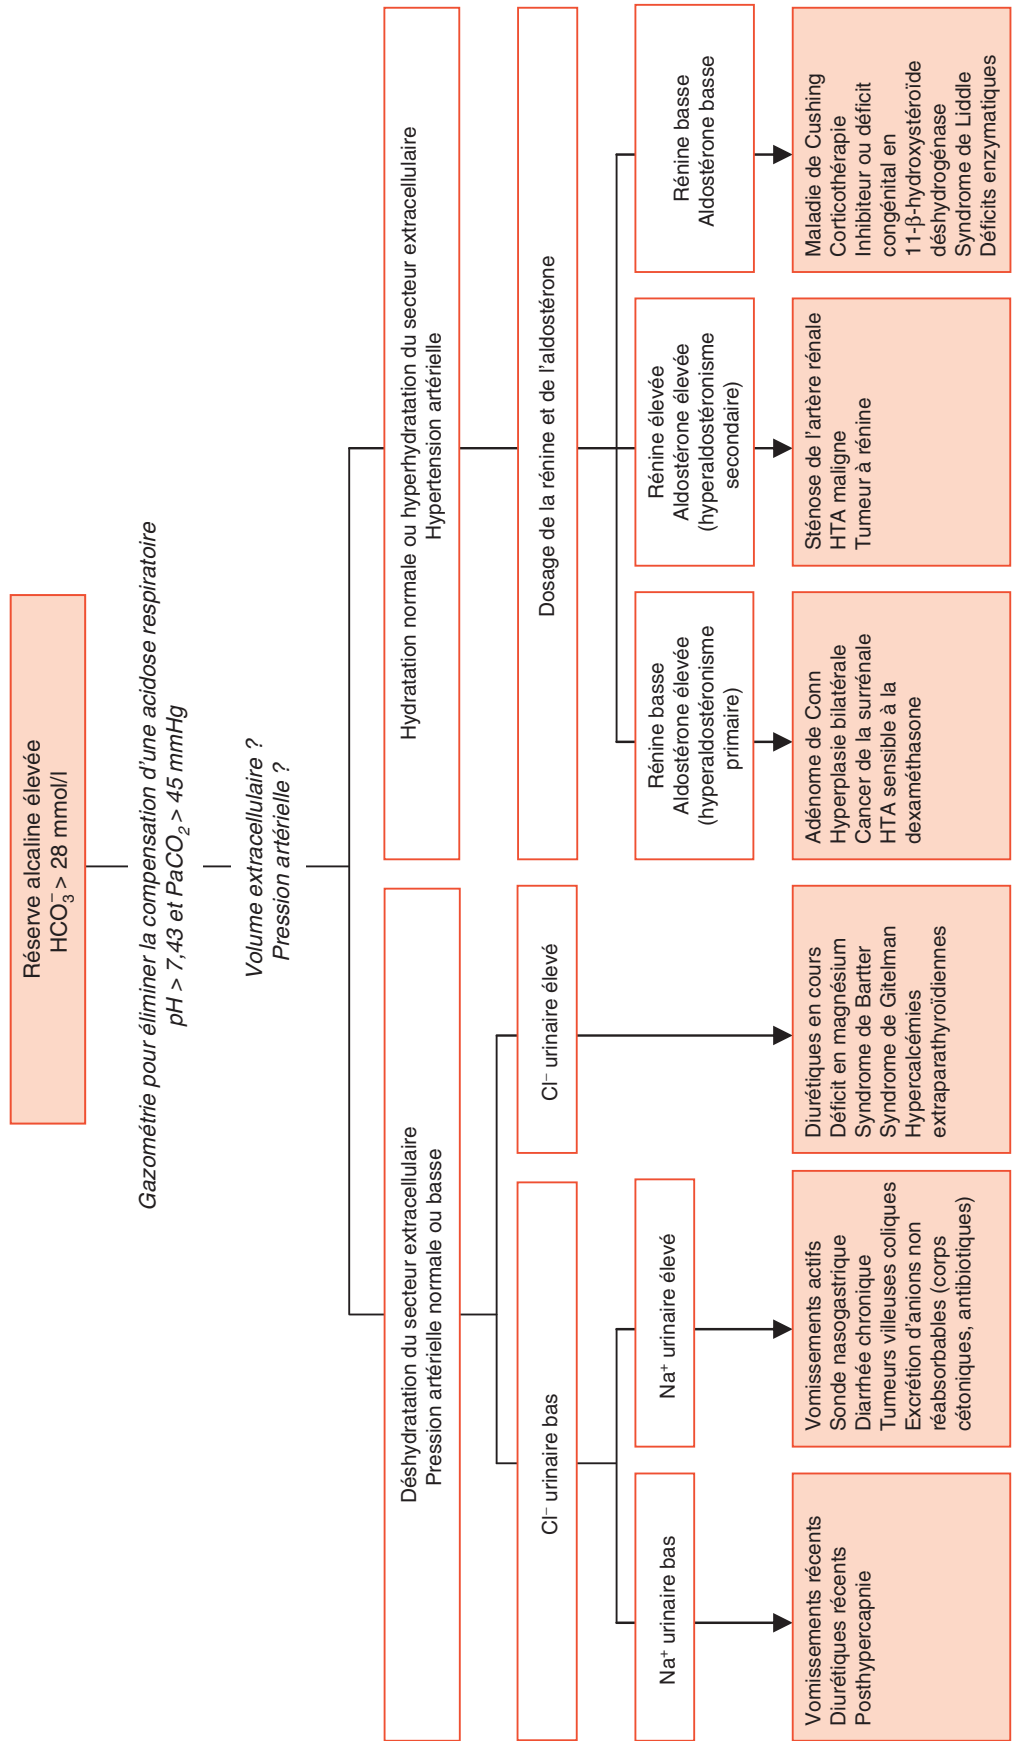 Réserve alcaline élevée
HCO₃⁻ > 28 mmol/l
Gazométrie pour éliminer la compensation d'une acidose respiratoire
pH > 7,43 et PaCO₂ > 45 mmHg
Volume extracellulaire ?
Pression artérielle ?
Déshydratation du secteur extracellulaire
Pression artérielle normale ou basse
Hydratation normale ou hyperhydratation du secteur extracellulaire
Hypertension artérielle
Cl⁻ urinaire bas
Cl⁻ urinaire élevé
Dosage de la rénine et de l'aldostérone
Na⁺ urinaire bas
Na⁺ urinaire élevé
Rénine basse
Aldostérone élevée
(hyperaldostéronisme
primaire)
Rénine élevée
Aldostérone élevée
(hyperaldostéronisme
secondaire)
Rénine basse
Aldostérone basse
Vomissements récents
Diurétiques récents
Posthypercapnie
Vomissements actifs
Sonde nasogastrique
Diarrhée chronique
Tumeurs villeuses coliques
Excrétion d'anions non
réabsorbables (corps
cétoniques, antibiotiques)
Diurétiques en cours
Déficit en magnésium
Syndrome de Bartter
Syndrome de Gitelman
Hypercalcémies
extraparathyroïdiennes
Adénome de Conn
Hyperplasie bilatérale
Cancer de la surrénale
HTA sensible à la
dexaméthasone
Sténose de l'artère rénale
HTA maligne
Tumeur à rénine
Maladie de Cushing
Corticothérapie
Inhibiteur ou déficit
congénital en
11-β-hydroxystéroïde
déshydrogénase
Syndrome de Liddle
Déficits enzymatiques